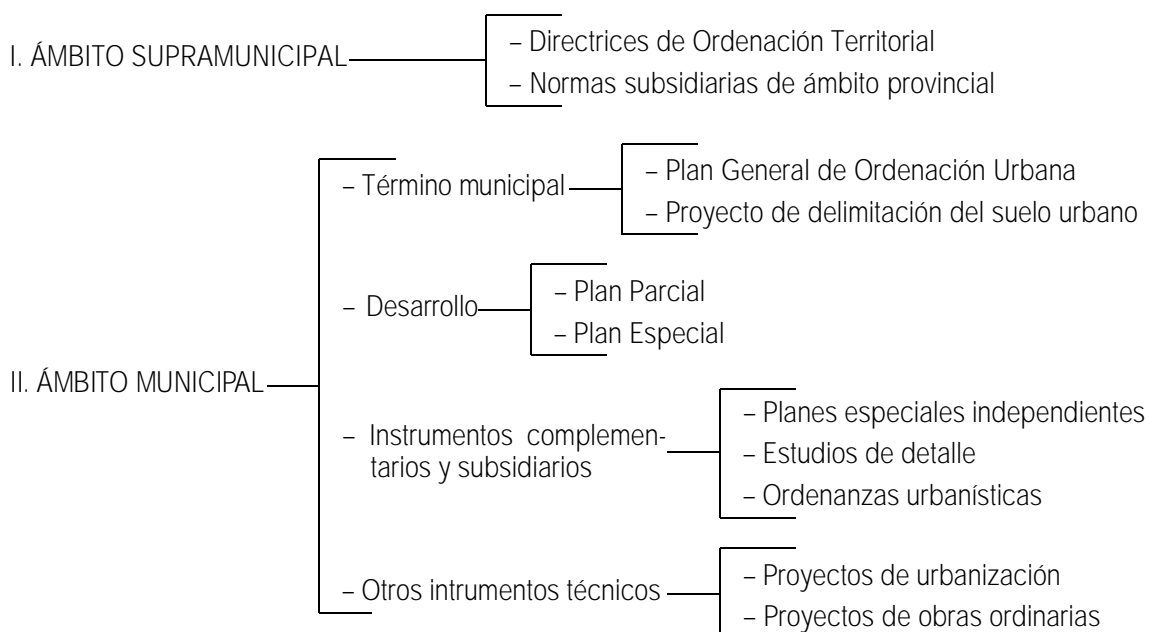 I. ÁMBITO SUPRAMUNICIPAL
– Directrices de Ordenación Territorial
– Normas subsidiarias de ámbito provincial
II. ÁMBITO MUNICIPAL
– Término municipal
– Plan General de Ordenación Urbana
– Proyecto de delimitación del suelo urbano
– Desarrollo
– Plan Parcial
– Plan Especial
– Instrumentos complemen-
tarios y subsidiarios
– Planes especiales independientes
– Estudios de detalle
– Ordenanzas urbanísticas
– Otros intrumentos técnicos
– Proyectos de urbanización
– Proyectos de obras ordinarias